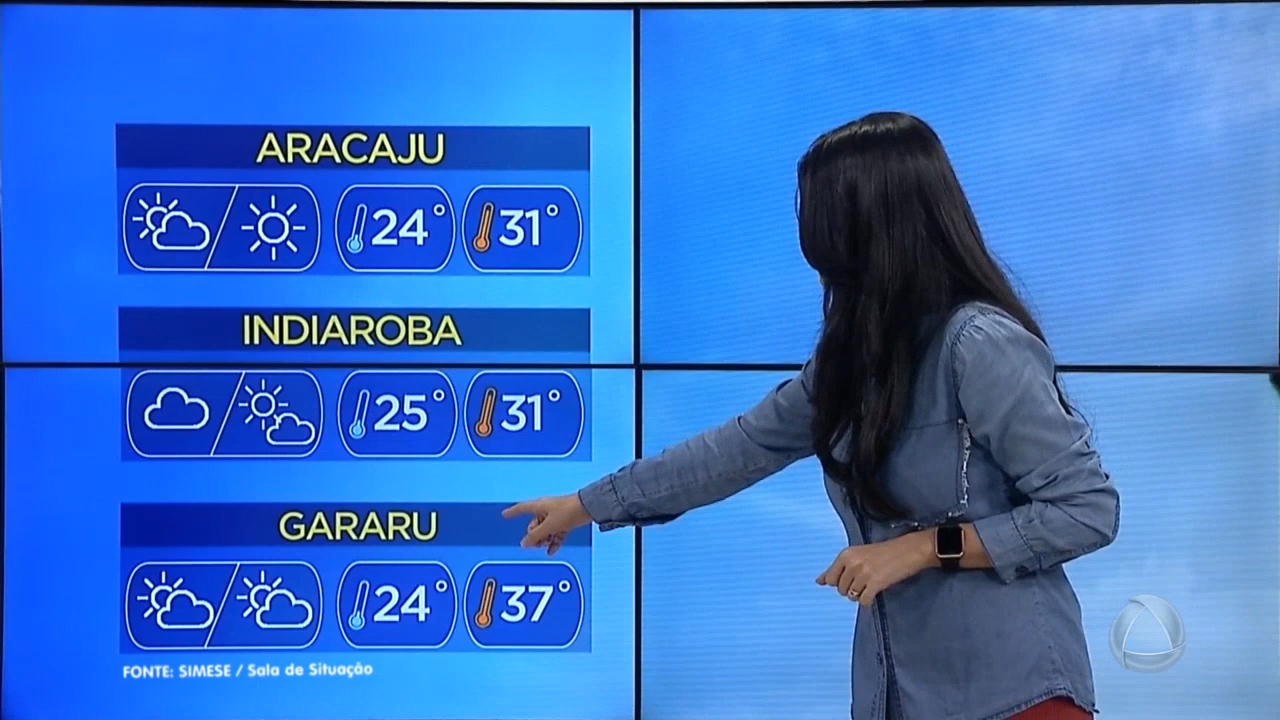 ARACAJU
24° 31°
INDIAROBA
25° 31°
GARARU
24° 37°
FONTE: SIMESE / Sala de Situação